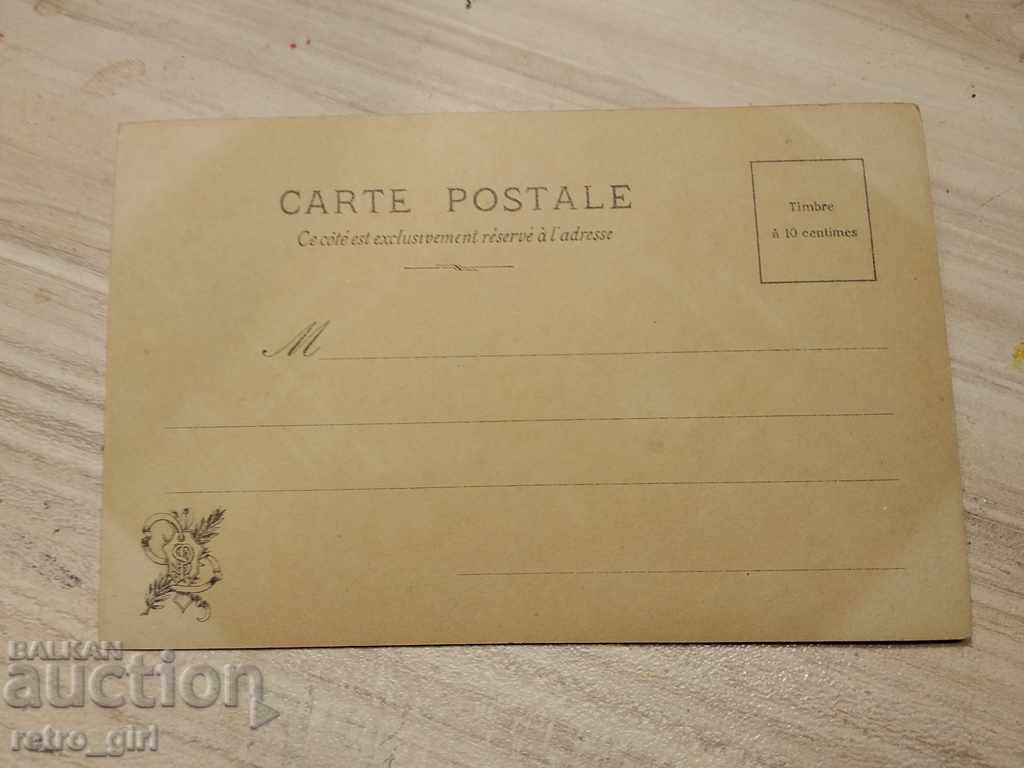 CARTE POSTALE
Ce côté est exclusivement réservé à l'adresse
Timbre
à 10 centimes
M
BALKAN
auction
retro_girl